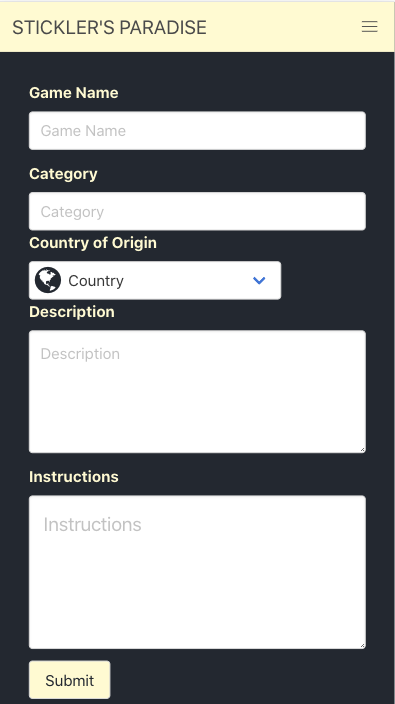 STICKLER'S PARADISE
Game Name
Game Name
Category
Category
Country of Origin
Country
Description
Description
Instructions
Instructions
Submit